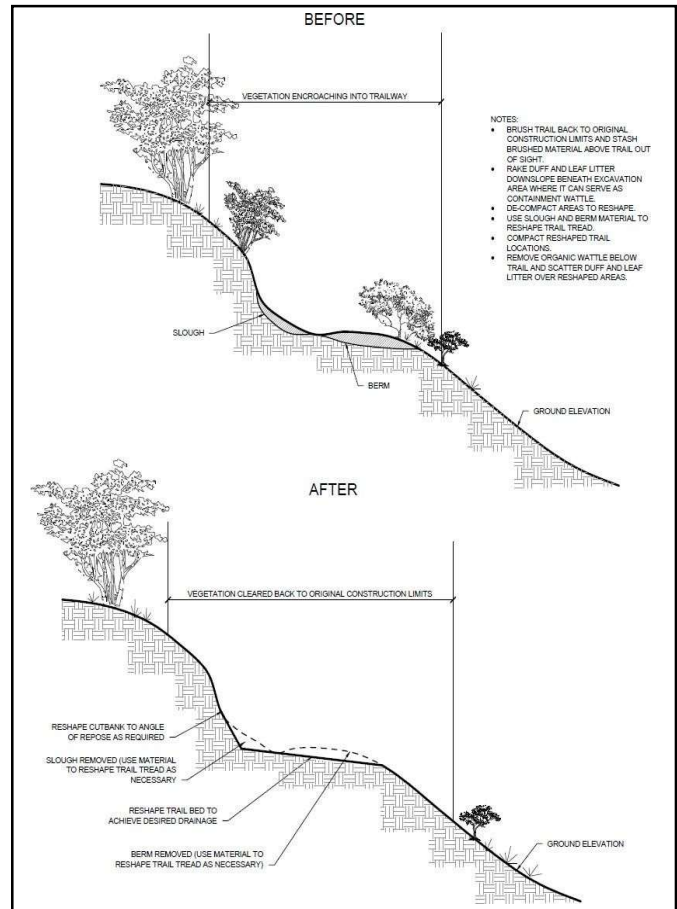 BEFORE
VEGETATION ENCROACHING INTO TRAILWAY
NOTES:
• BRUSH TRAIL BACK TO ORIGINAL
CONSTRUCTION LIMITS AND STASH
BRUSHED MATERIAL ABOVE TRAIL OUT
OF SIGHT.
• RAKE DUFF AND LEAF LITTER
DOWNSLOPE BENEATH EXCAVATION
AREA WHERE IT CAN SERVE AS
CONTAINMENT WATTLE.
• DE-COMPACT AREAS TO RESHAPE.
• USE SLOUGH AND BERM MATERIAL TO
RESHAPE TRAIL TREAD.
• COMPACT RESHAPED TRAIL
LOCATIONS.
• REMOVE ORGANIC WATTLE BELOW
TRAIL AND SCATTER DUFF AND LEAF
LITTER OVER RESHAPED AREAS.
SLOUGH
BERM
GROUND ELEVATION
AFTER
VEGETATION CLEARED BACK TO ORIGINAL CONSTRUCTION LIMITS
RESHAPE CUTBANK TO ANGLE
OF REPOSE AS REQUIRED
SLOUGH REMOVED (USE MATERIAL
TO RESHAPE TRAIL TREAD AS
NECESSARY
RESHAPE TRAIL BED TO
ACHIEVE DESIRED DRAINAGE
BERM REMOVED (USE MATERIAL TO
RESHAPE TRAIL TREAD AS NECESSARY)
GROUND ELEVATION